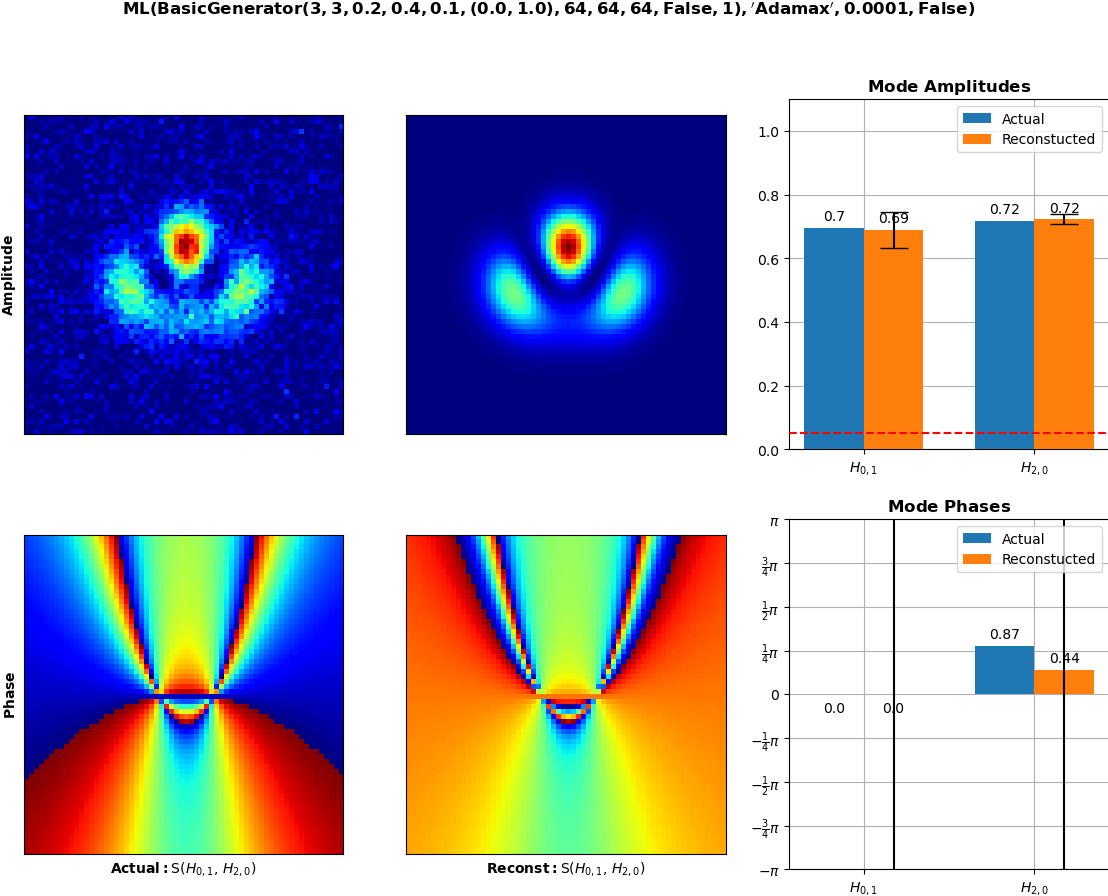 ML(BasicGenerator(3, 3, 0.2, 0.4, 0.1, (0.0, 1.0), 64, 64, 64, False, 1), 'Adamax', 0.0001, False)
Amplitude
Mode Amplitudes
Actual
Reconstucted
1.0
0.8
0.6
0.4
0.2
0.0
0.7
0.69
0.72
0.72
H0, 1
H2, 0
Phase
Actual: S(H0, 1, H2, 0)
Reconst: S(H0, 1, H2, 0)
Mode Phases
Actual
Reconstucted
π
3/4π
1/2π
1/4π
0
−1/4π
−1/2π
−3/4π
−π
0.0
0.0
0.87
0.44
H0, 1
H2, 0